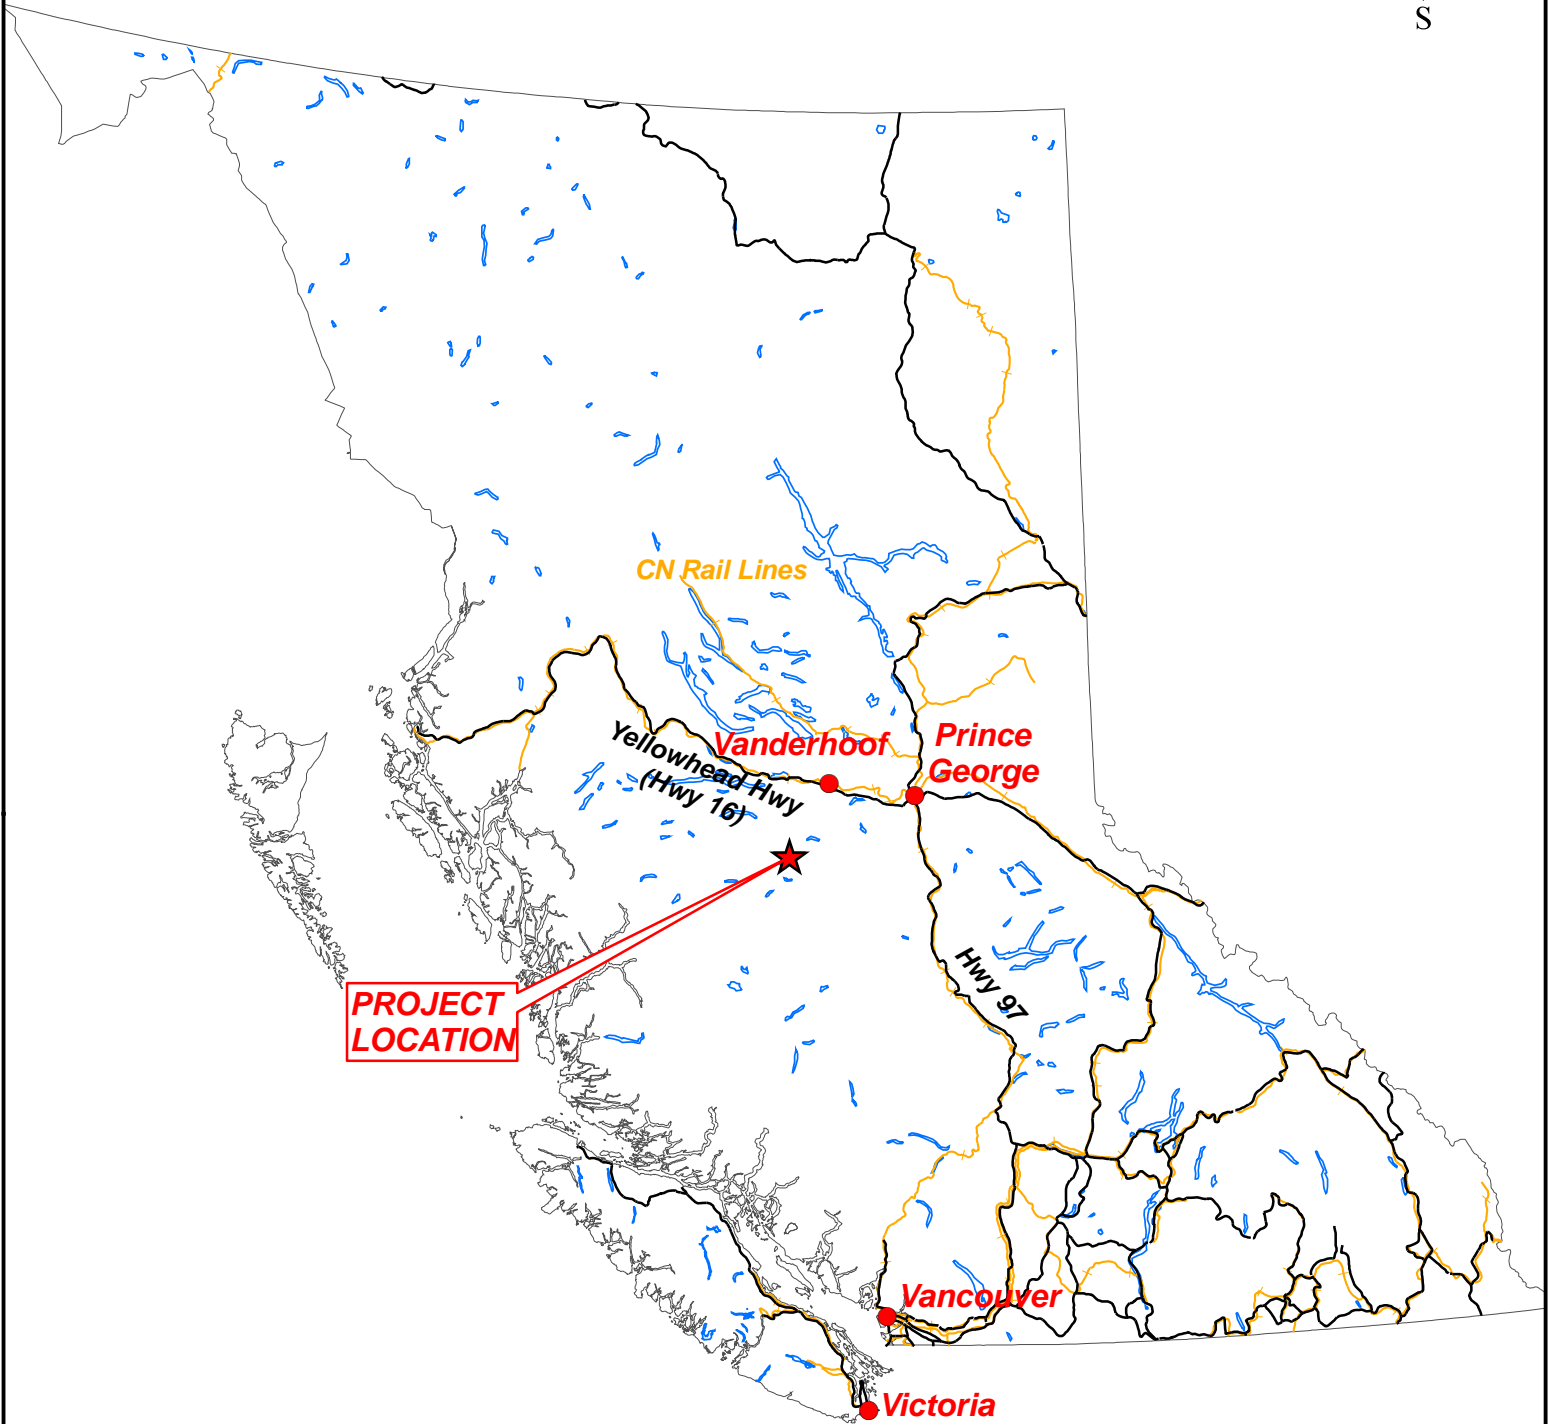 S
CN Rail Lines
Yellowhead Hwy
(Hwy 16)
Vanderhoof
Prince
George
PROJECT
LOCATION
Hwy 97
Vancouver
Victoria